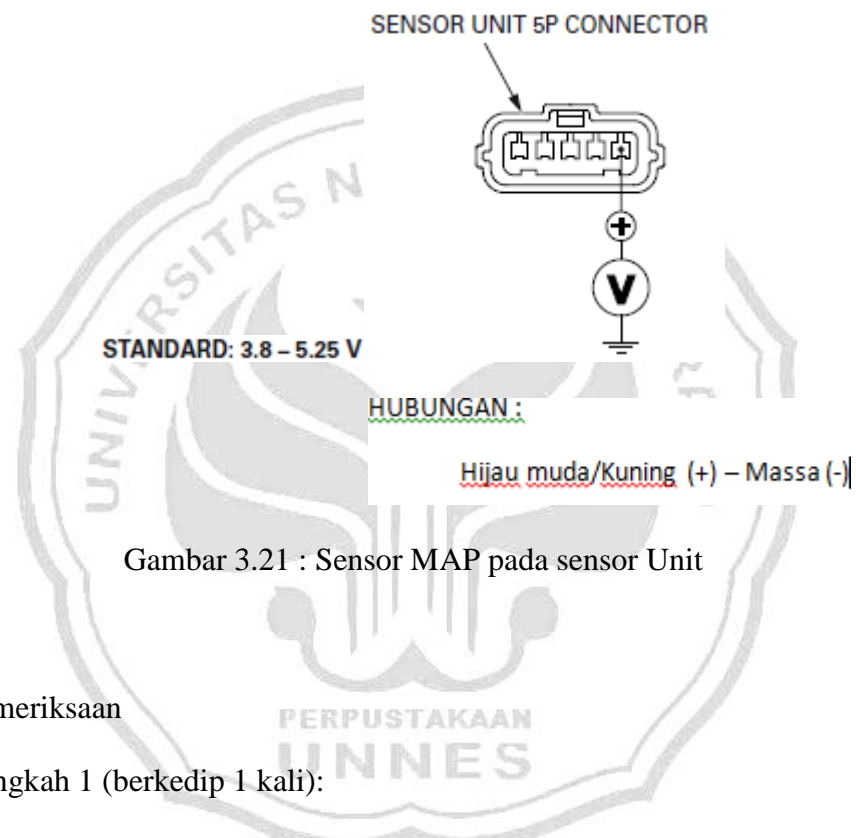 SENSOR UNIT 5P CONNECTOR
+
V
STANDARD: 3.8 – 5.25 V
HUBUNGAN :
Hijau muda/Kuning (+) – Massa (-)
Gambar 3.21 : Sensor MAP pada sensor Unit
meriksaan
ngkah 1 (berkedip 1 kali):
PERPUSTAKAAN
UNNES